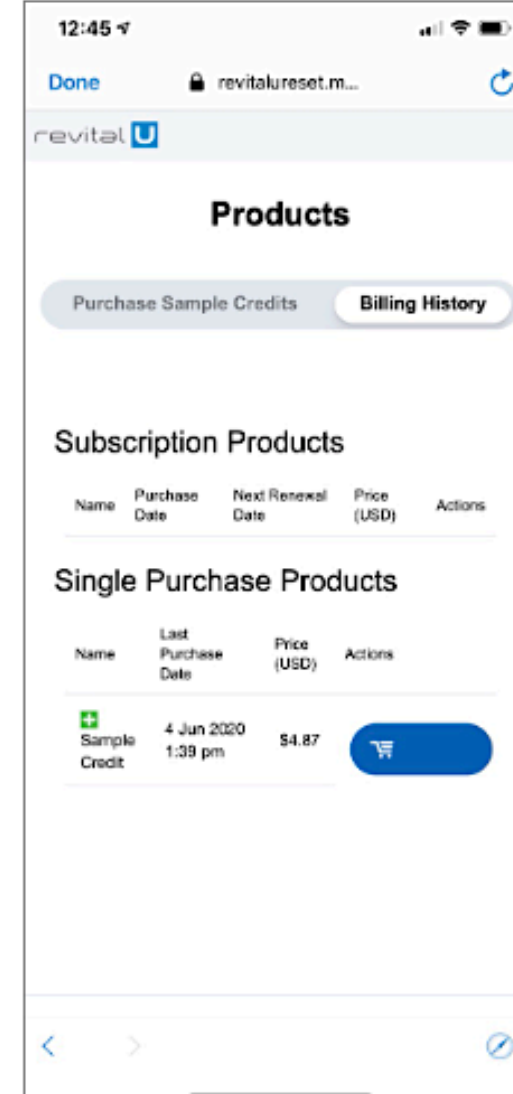 12:45
Done revitalureset.m...
revital U
Products
Purchase Sample Credits Billing History
Subscription Products
Name Purchase Date Next Renewal Date Price (USD) Actions
Single Purchase Products
Name Last Purchase Date Price (USD) Actions
Sample Credit 4 Jun 2020 1:39 pm $4.87